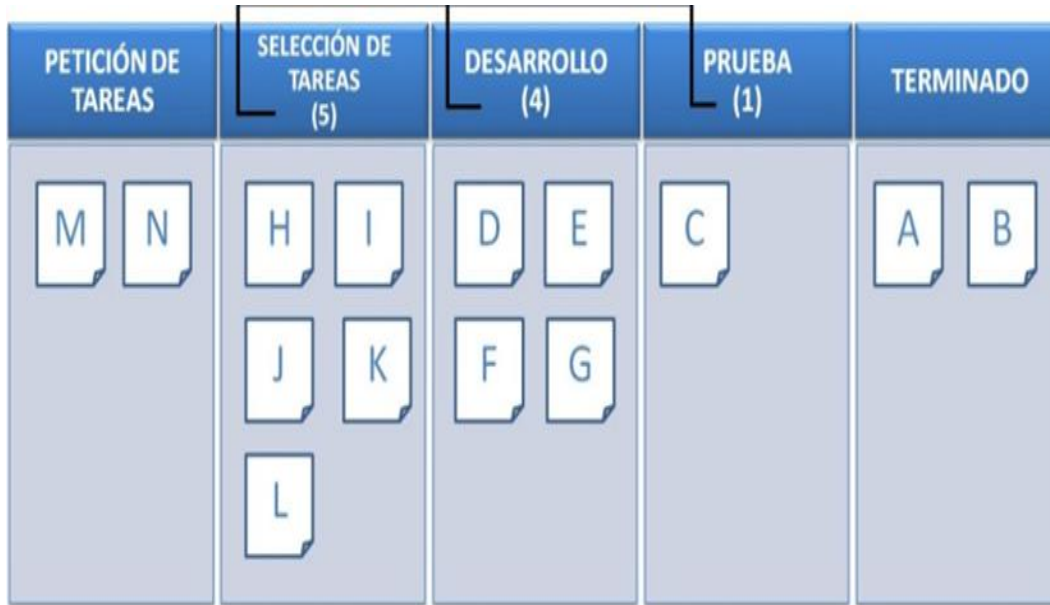 PETICIÓN DE
TAREAS
SELECCIÓN DE
TAREAS
(5)
DESARROLLO
(4)
PRUEBA
(1)
TERMINADO
M N
H I
J K
L
D E
F G
C
A B